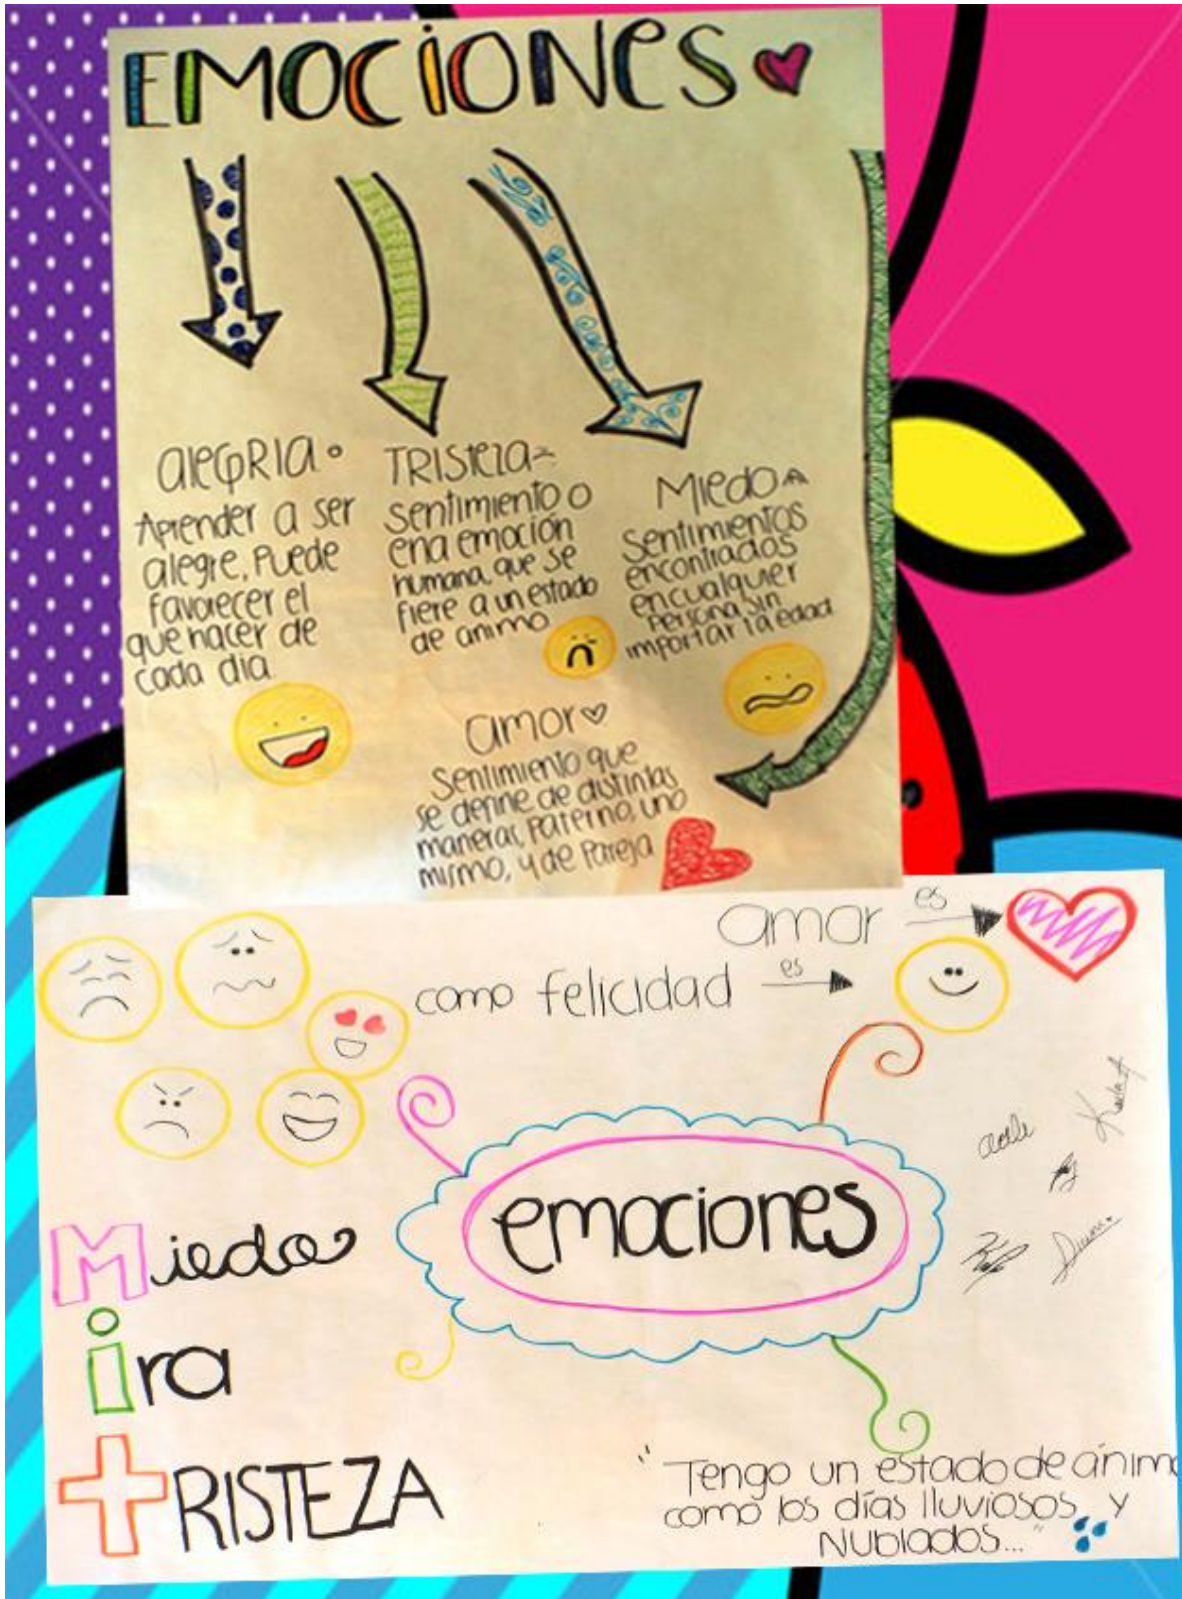 EMOCIONES
alegRIA.
Aprender a ser
alegre, Puede
favorecer el
que hacer de
cada dia
TRISTEZA
Sentimiento o
ena emoción
humana, que se
fiere a un estado
de animo
MIEDO
Sentimientos
encontrados
encualquier
Persona, sin
importar la edad
amor
Sentimiento que
se define de distintas
maneras, Paterno, uno
mismo, y de Pareja
amor es
como felicidad es
emociones
Miedo
ira
TRISTEZA
"Tengo un estado de ánimo
como los días lluviosos, y
Nublados..."